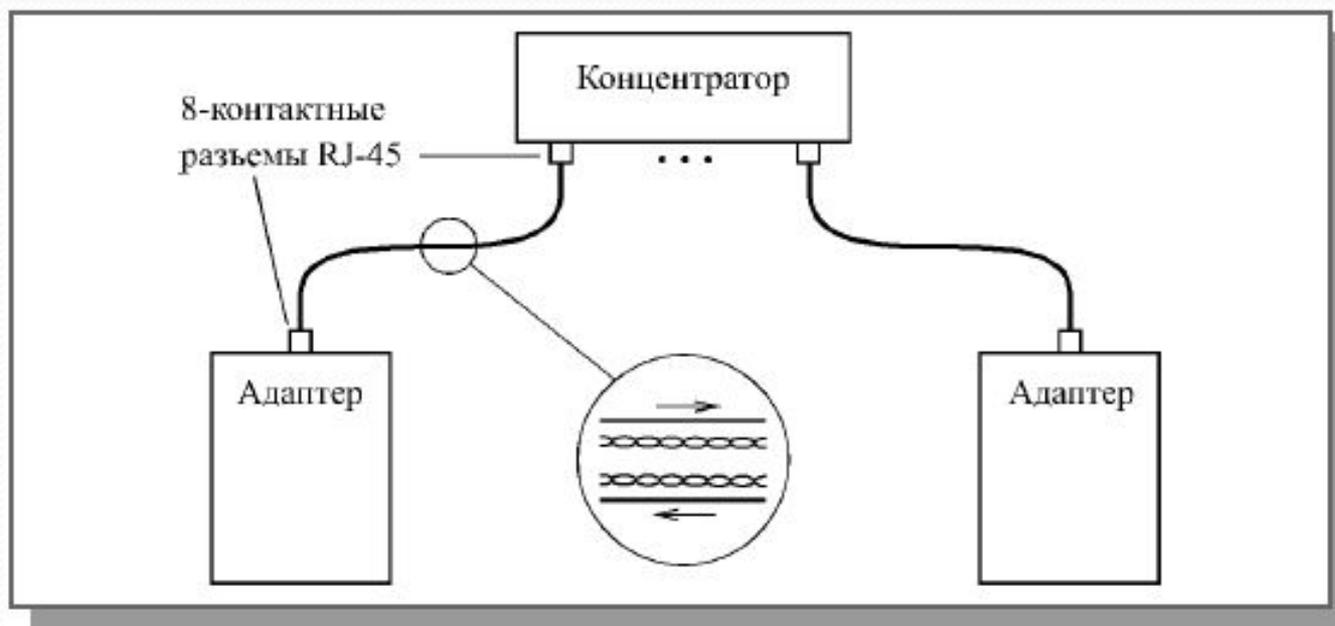 Концентратор
8-контактные
разъемы RJ-45
. . .
Адаптер
Адаптер